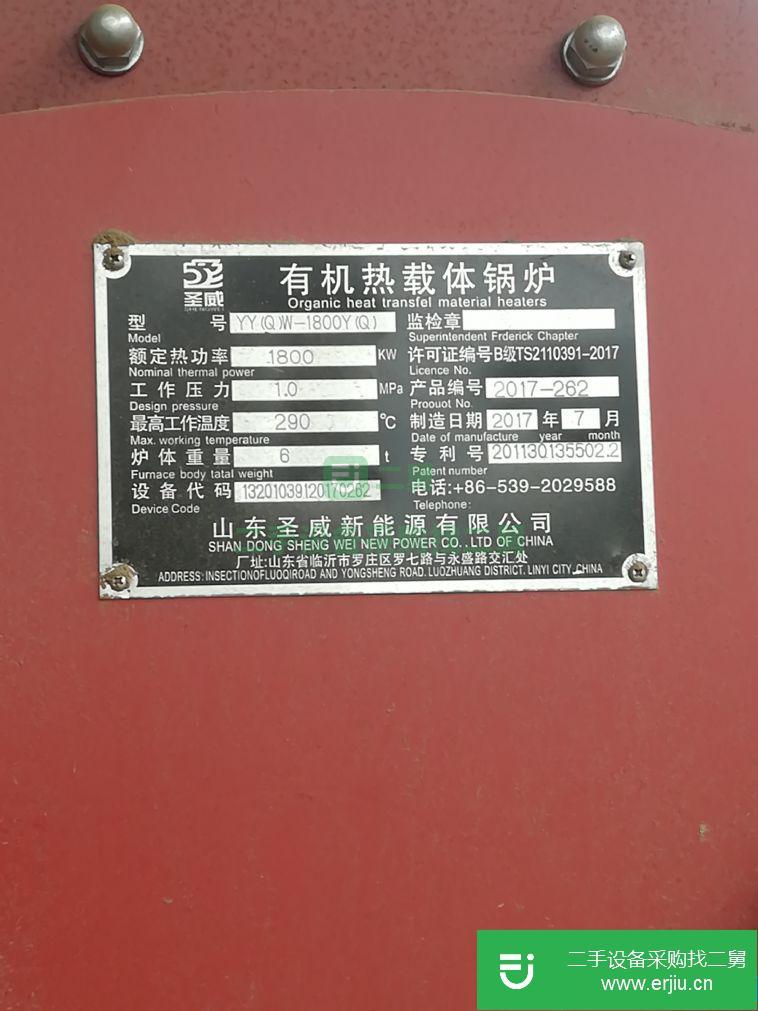 圣威
SHENGWEI
有机热载体锅炉
Organic heat transfel material heaters
型 号 YY(Q)W-1800Y(Q) 监检章
Model Superintendent Frderick Chapter
额定热功率 1800 KW 许可证编号B级TS2110391-2017
Nominal thermal power Licence No.
工作压力 1.0 MPa 产品编号 2017-262
Design pressure Proouot No.
最高工作温度 290 ℃ 制造日期 2017 年 7 月
Max. working temperature Date of manufacture year month
炉体重量 6 t 专利号 201130135502.2
Furnace body tatal weight Patent number
设备代码 13201039120170262 电话:+86-539-2029588
Device Code Telephone:
山东圣威新能源有限公司
SHAN DONG SHENG WEI NEW POWER CO.. LTD OF CHINA
厂址:山东省临沂市罗庄区罗七路与永盛路交汇处
ADDRESS: INSECTIONOFLUOQIROAD AND YONGSHENG ROAD. LUOZHUANG DISTRICT. LINYI CITY. CHINA
二手设备采购找二舅
www.erjiu.cn